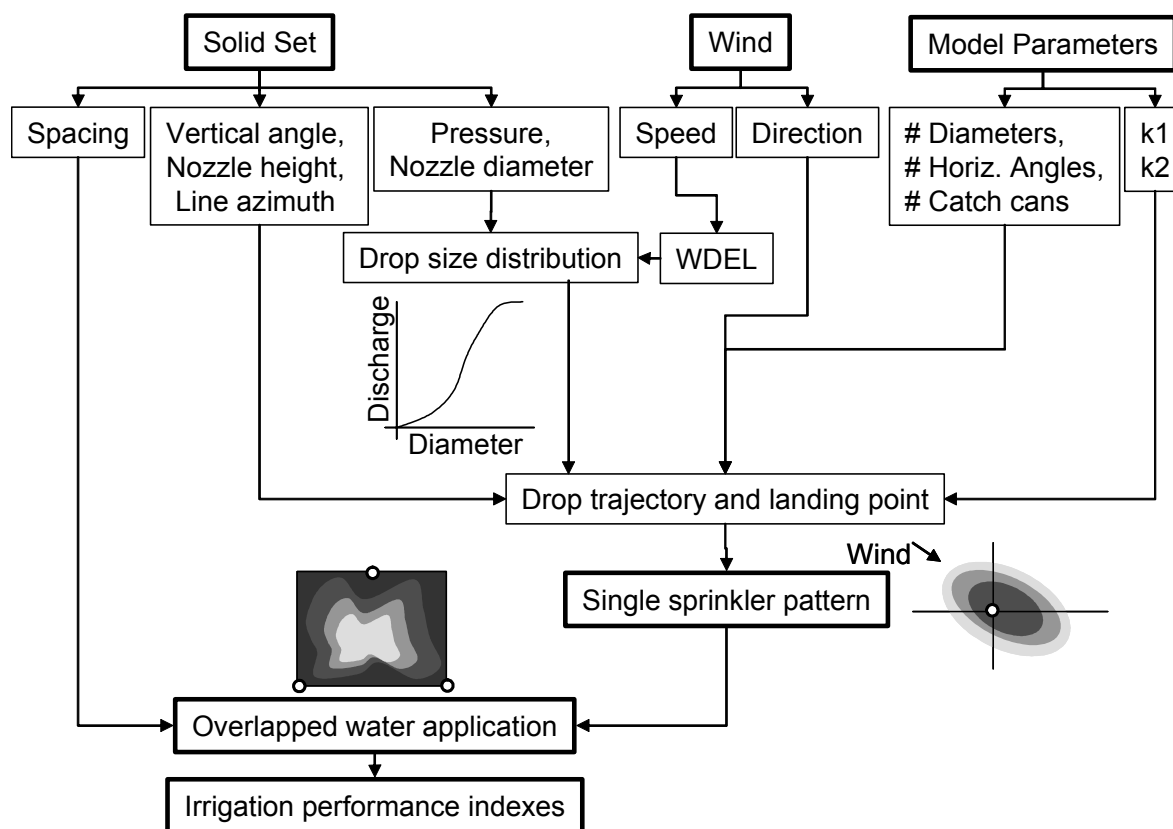 Solid Set
Wind
Model Parameters
Spacing
Vertical angle,
Nozzle height,
Line azimuth
Pressure,
Nozzle diameter
Speed
Direction
# Diameters,
# Horiz. Angles,
# Catch cans
k1
k2
Drop size distribution
WDEL
Discharge
Diameter
Drop trajectory and landing point
Wind
Single sprinkler pattern
Overlapped water application
Irrigation performance indexes